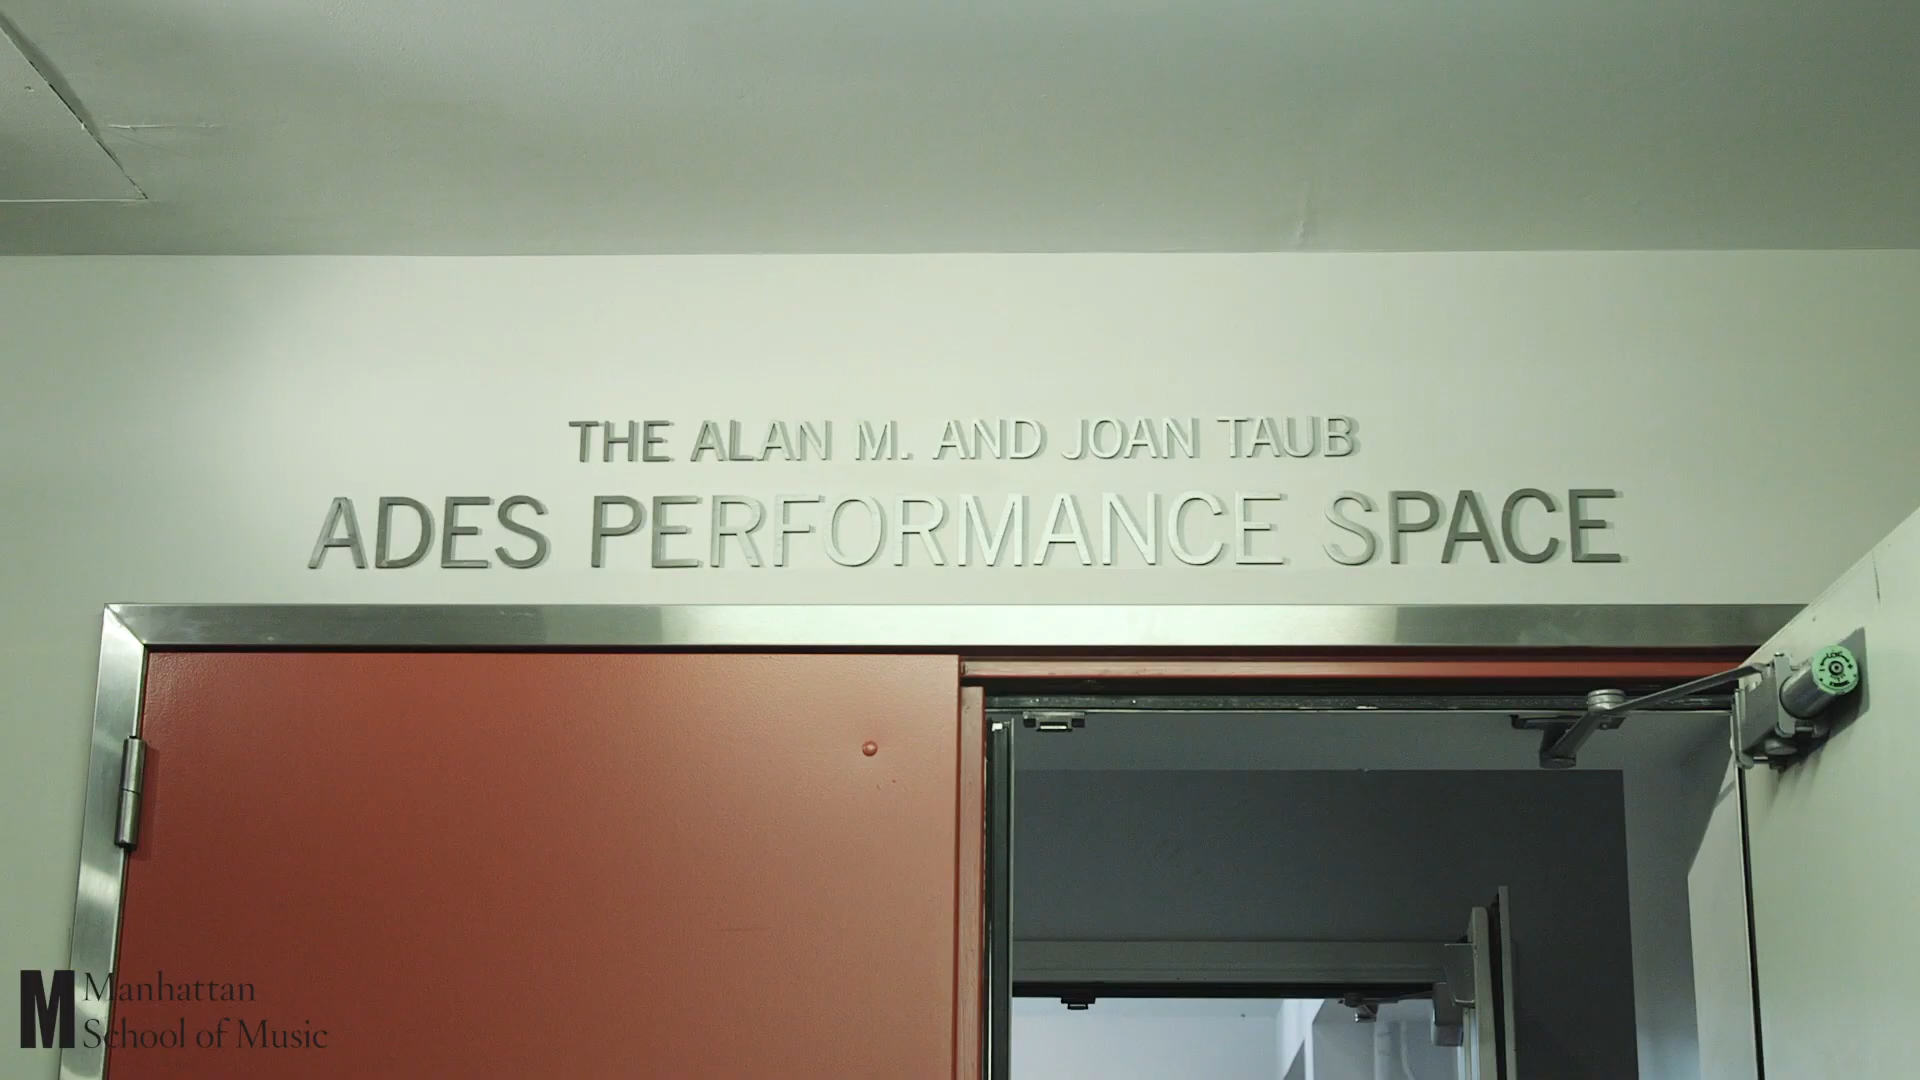 THE ALAN M. AND JOAN TAUB
ADES PERFORMANCE SPACE
M Manhattan
School of Music